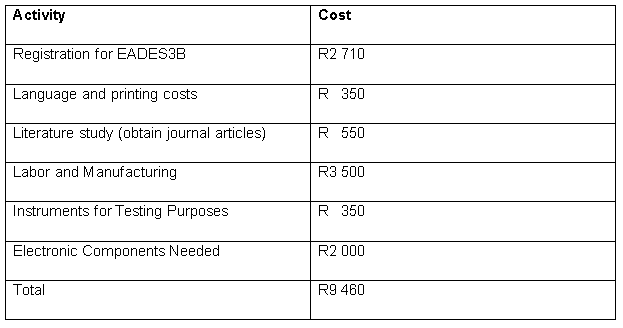 Activity Cost
Registration for EADES3B R2 710
Language and printing costs R 350
Literature study (obtain journal articles) R 550
Labor and Manufacturing R3 500
Instruments for Testing Purposes R 350
Electronic Components Needed R2 000
Total R9 460